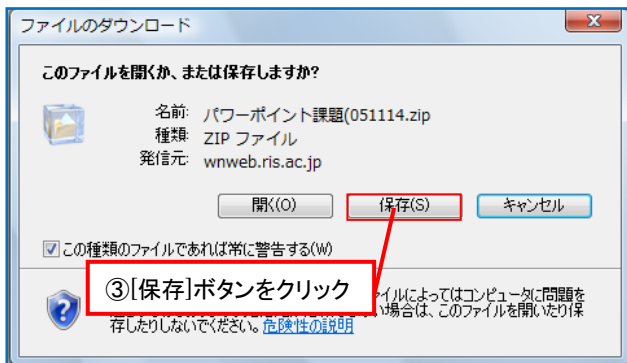 ファイルのダウンロード
このファイルを開くか、または保存しますか?
名前: パワーポイント課題(051114.zip
種類: ZIP ファイル
発信元: wnweb.ris.ac.jp
開く(O) 保存(S) キャンセル
この種類のファイルであれば常に警告する(W)
③[保存]ボタンをクリック
イルによってはコンピュータに問題を
い場合は、このファイルを開いたり保
存したりしないでください。危険性の説明